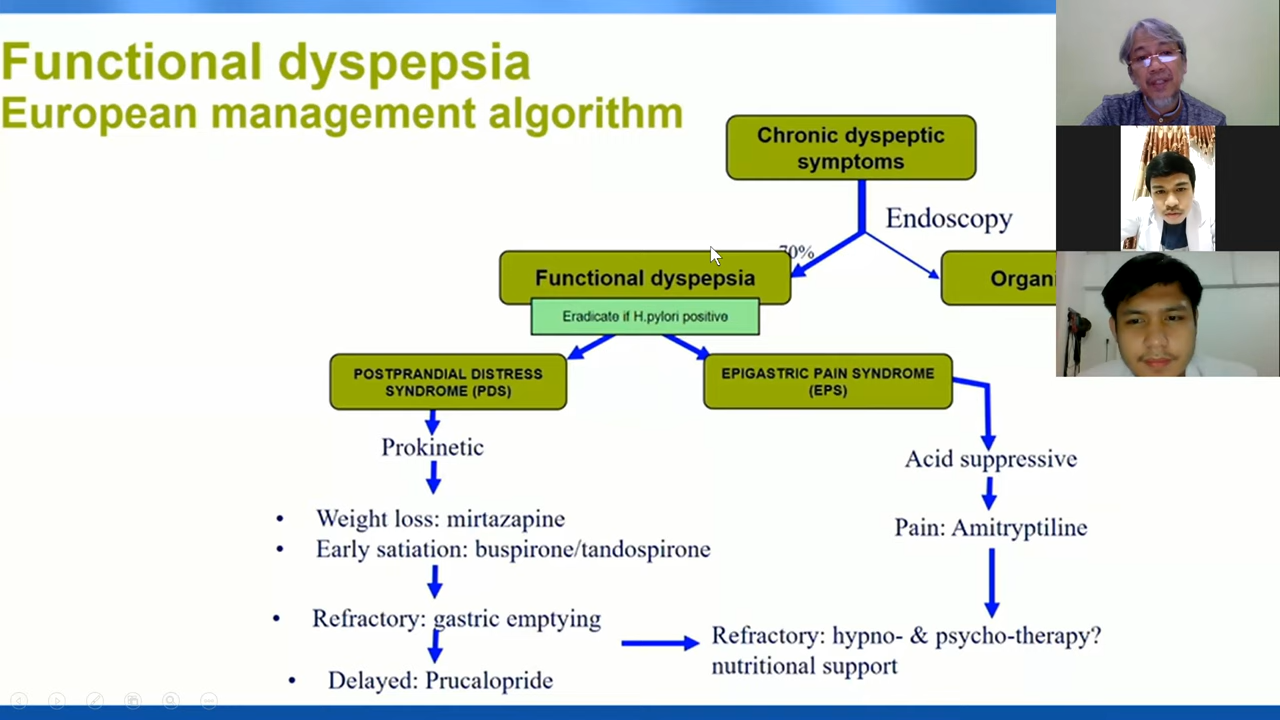 Functional dyspepsia
European management algorithm
Chronic dyspeptic
symptoms
Endoscopy
70%
Functional dyspepsia
Eradicate if H.pylori positive
POSTPRANDIAL DISTRESS
SYNDROME (PDS)
EPIGASTRIC PAIN SYNDROME
(EPS)
Prokinetic
• Weight loss: mirtazapine
• Early satiation: buspirone/tandospirone
• Refractory: gastric emptying
• Delayed: Prucalopride
Acid suppressive
Pain: Amitryptiline
Refractory: hypno- & psycho-therapy?
nutritional support